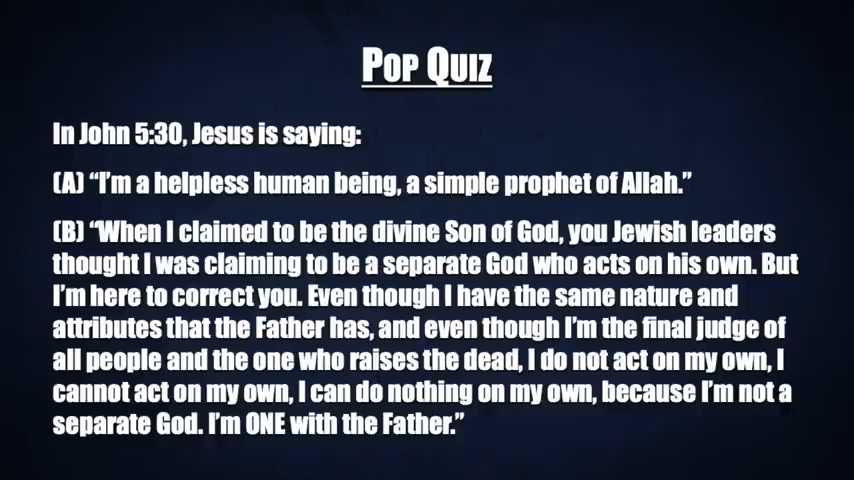 Pop Quiz
In John 5:30, Jesus is saying:
(A) “I’m a helpless human being, a simple prophet of Allah.”
(B) “When I claimed to be the divine Son of God, you Jewish leaders
thought I was claiming to be a separate God who acts on his own. But
I’m here to correct you. Even though I have the same nature and
attributes that the Father has, and even though I’m the final judge of
all people and the one who raises the dead, I do not act on my own, I
cannot act on my own, I can do nothing on my own, because I’m not a
separate God. I’m ONE with the Father.”